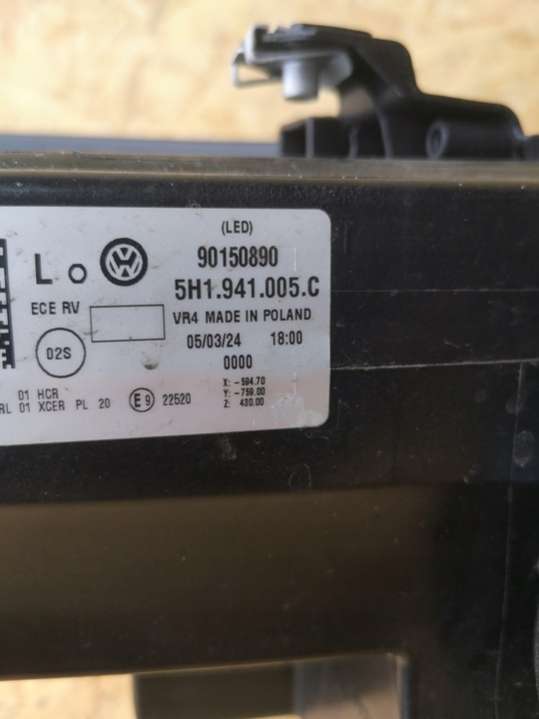 (LED)
L 90150890
5H1.941.005.C
ECE RV VR4 MADE IN POLAND
05/03/24 18:00
02S 0000
X: -594.70
Y: -759.00
Z: 430.00
01 HCR
RL 01 XCER PL 20 E9 22520